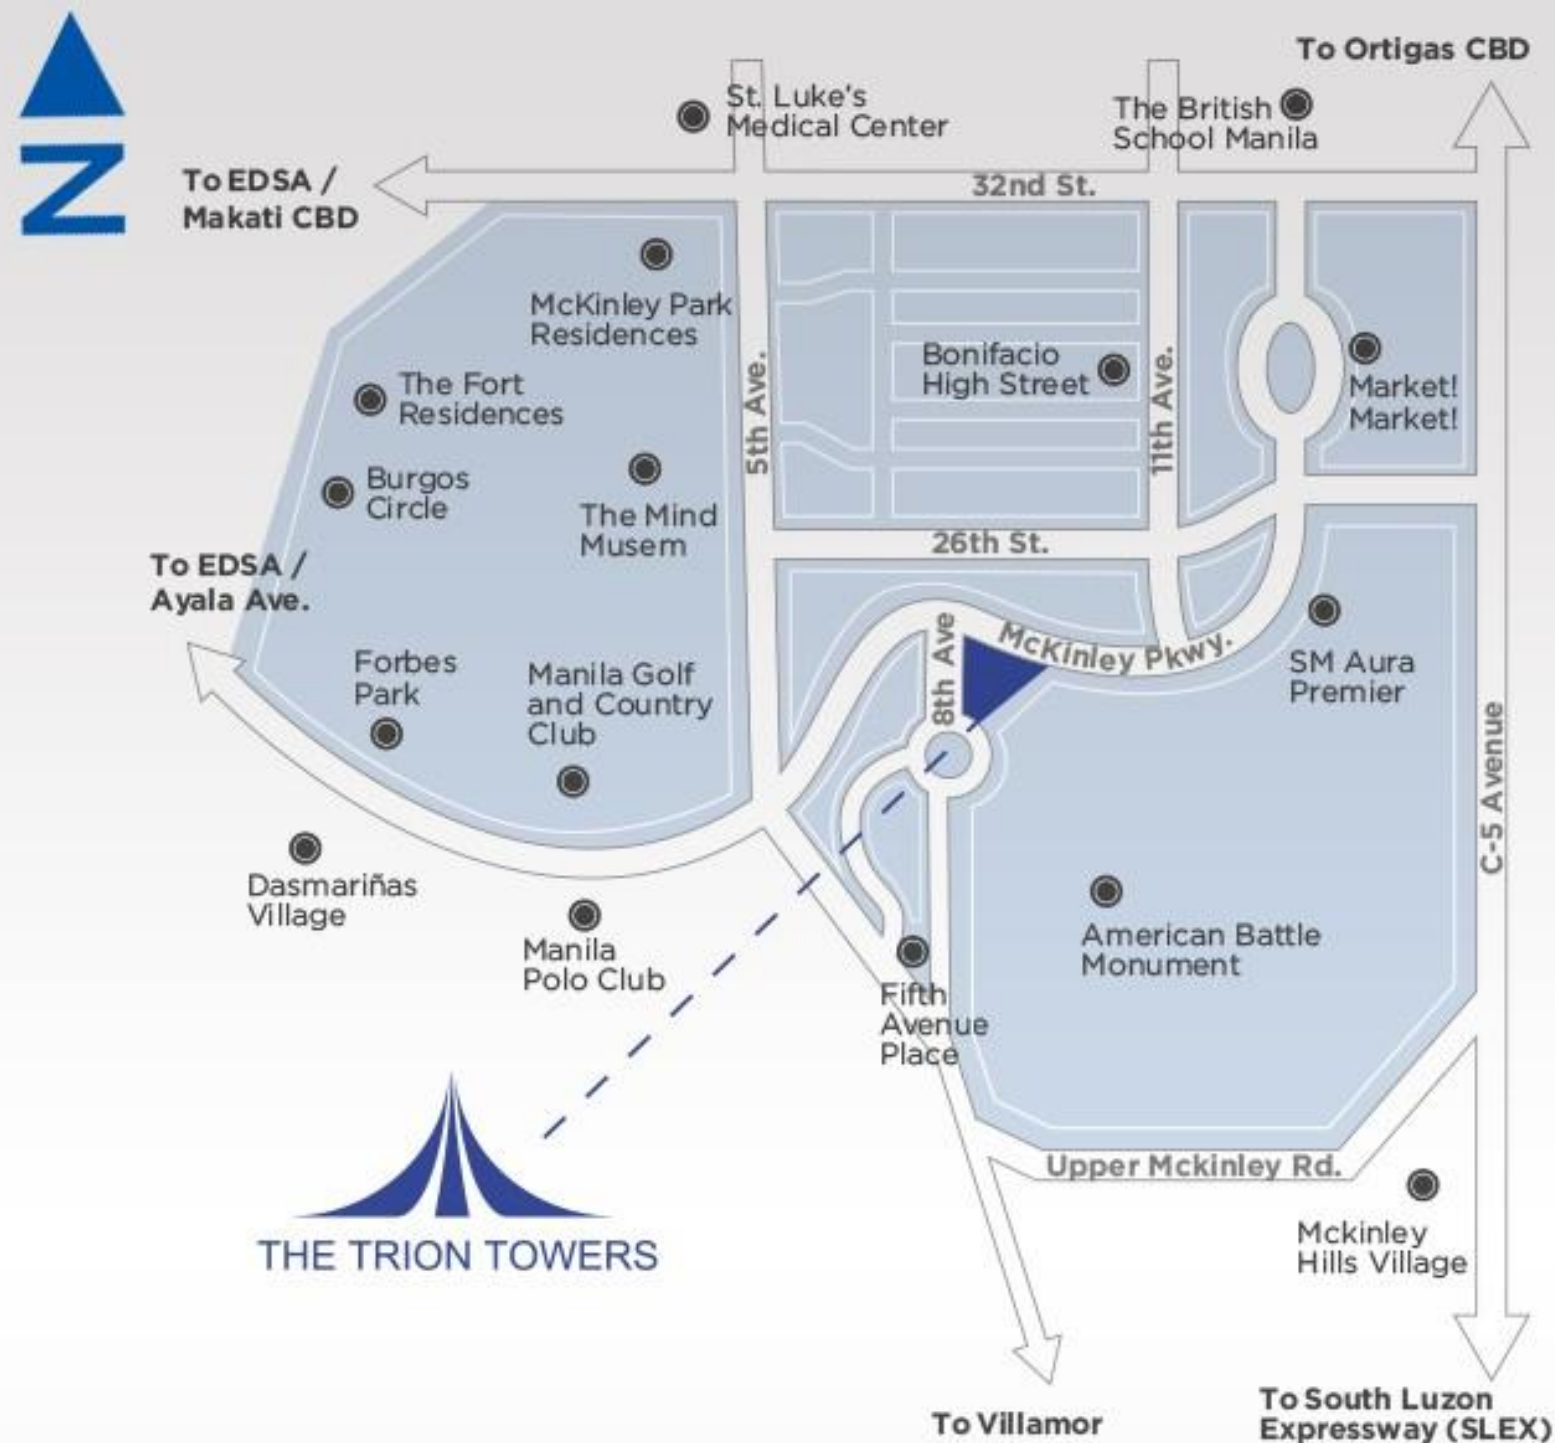 To Ortigas CBD
St. Luke's
Medical Center
The British
School Manila
N
To EDSA /
Makati CBD
32nd St.
McKinley Park
Residences
The Fort
Residences
5th Ave.
Bonifacio
High Street
11th Ave.
Market!
Market!
Burgos
Circle
The Mind
Musem
26th St.
To EDSA /
Ayala Ave.
8th Ave
McKinley Pkwy.
Forbes
Park
Manila Golf
and Country
Club
SM Aura
Premier
C-5 Avenue
Dasmariñas
Village
Manila
Polo Club
American Battle
Monument
Fifth
Avenue
Place
Upper Mckinley Rd.
Mckinley
Hills Village
THE TRION TOWERS
To Villamor
To South Luzon
Expressway (SLEX)